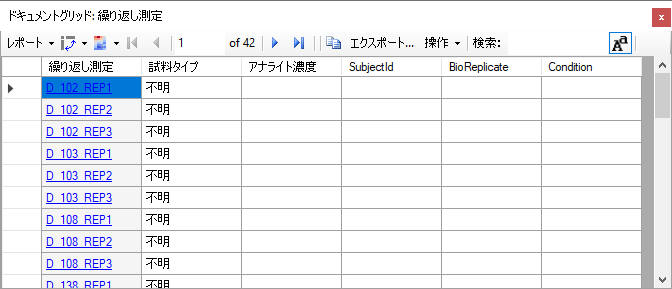 ドキュメントグリッド: 繰り返し測定
レポート 1 of 42 エクスポート... 操作 検索: Aa
繰り返し測定 試料タイプ アナライト濃度 SubjectId BioReplicate Condition
D_102_REP1 不明
D_102_REP2 不明
D_102_REP3 不明
D_103_REP1 不明
D_103_REP2 不明
D_103_REP3 不明
D_108_REP1 不明
D_108_REP2 不明
D_108_REP3 不明
D_138_REP1 不明